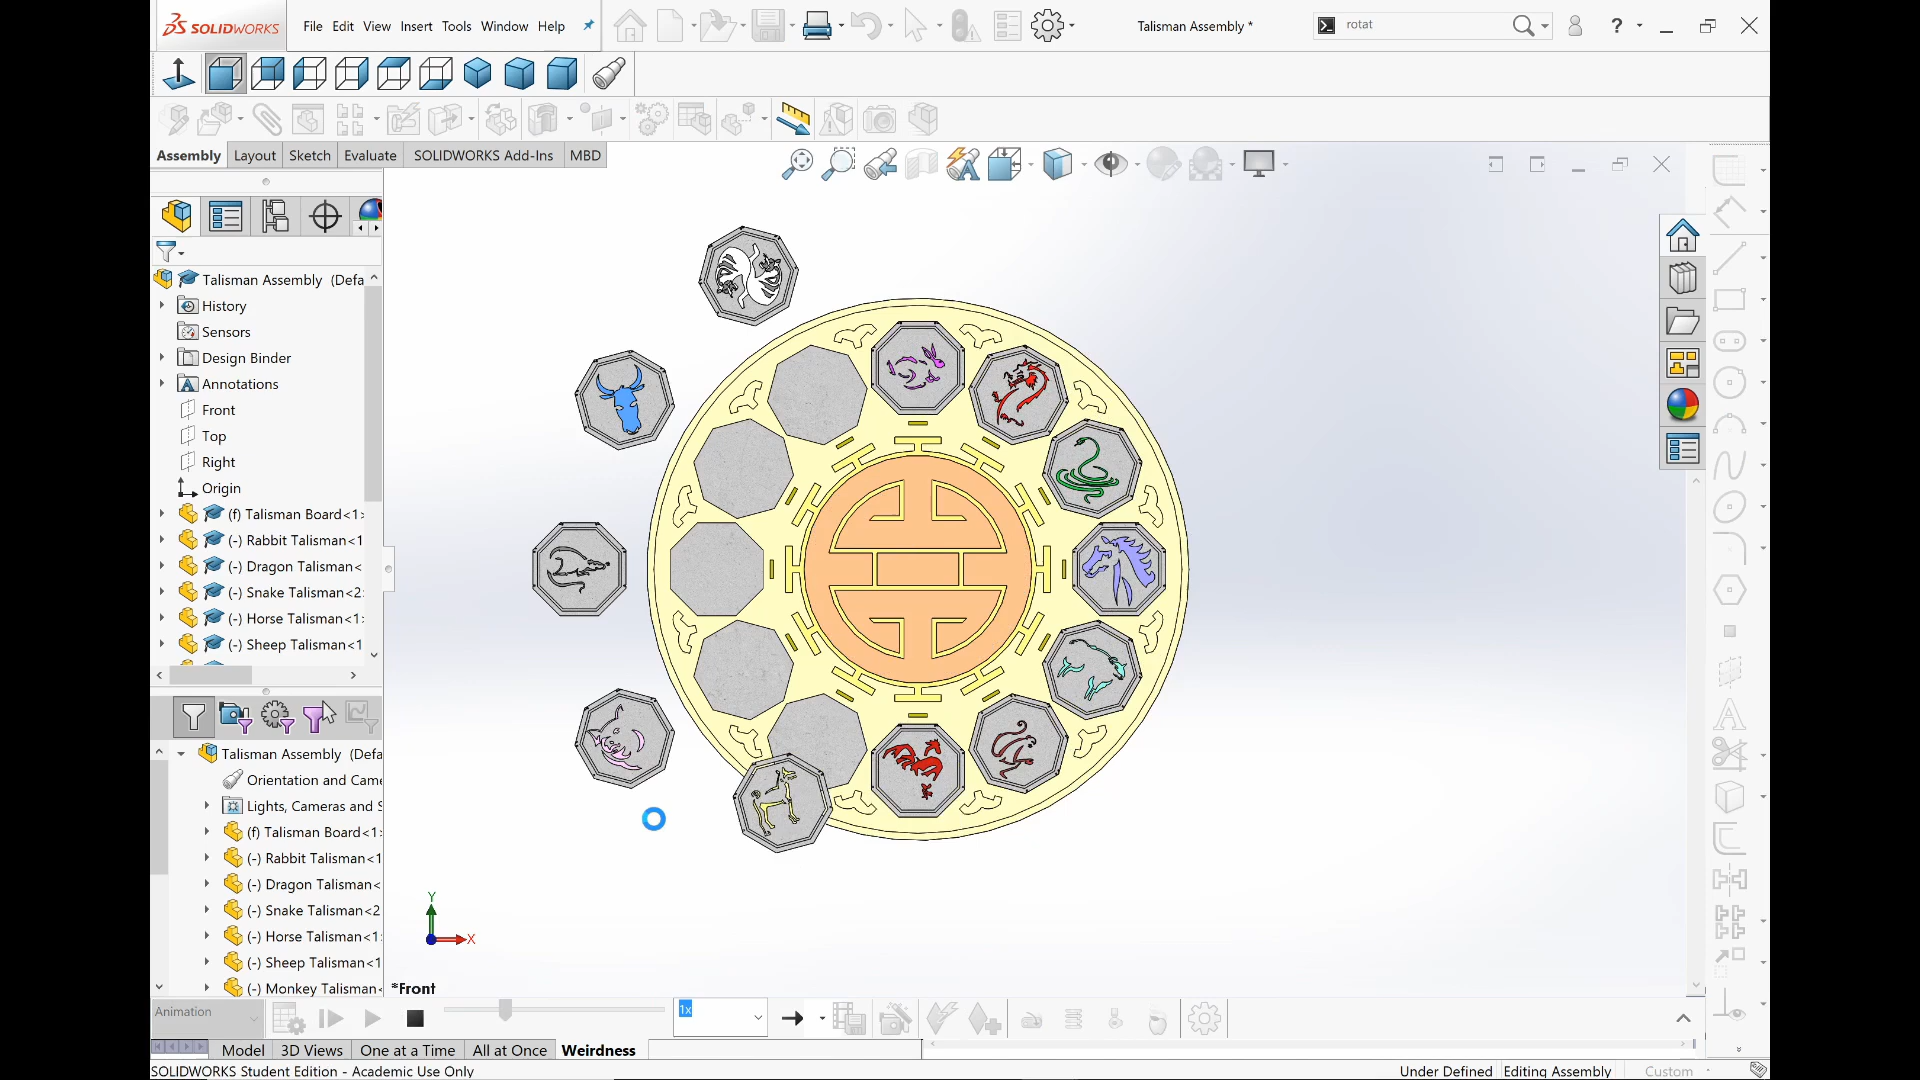 SOLIDWORKS File Edit View Insert Tools Window Help Talisman Assembly * rotat ?
Assembly Layout Sketch Evaluate SOLIDWORKS Add-Ins MBD
Talisman Assembly (Defa
History
Sensors
Design Binder
Annotations
Front
Top
Right
Origin
(f) Talisman Board<1>
(-) Rabbit Talisman<1
(-) Dragon Talisman<
(-) Snake Talisman<2
(-) Horse Talisman<1>
(-) Sheep Talisman<1
Talisman Assembly (Defa
Orientation and Came
Lights, Cameras and S
(f) Talisman Board<1>
(-) Rabbit Talisman<1
(-) Dragon Talisman<
(-) Snake Talisman<2
(-) Horse Talisman<1
(-) Sheep Talisman<1
(-) Monkey Talisman<
Y
X
*Front
Animation 1x
Model 3D Views One at a Time All at Once Weirdness
SOLIDWORKS Student Edition - Academic Use Only Under Defined Editing Assembly Custom